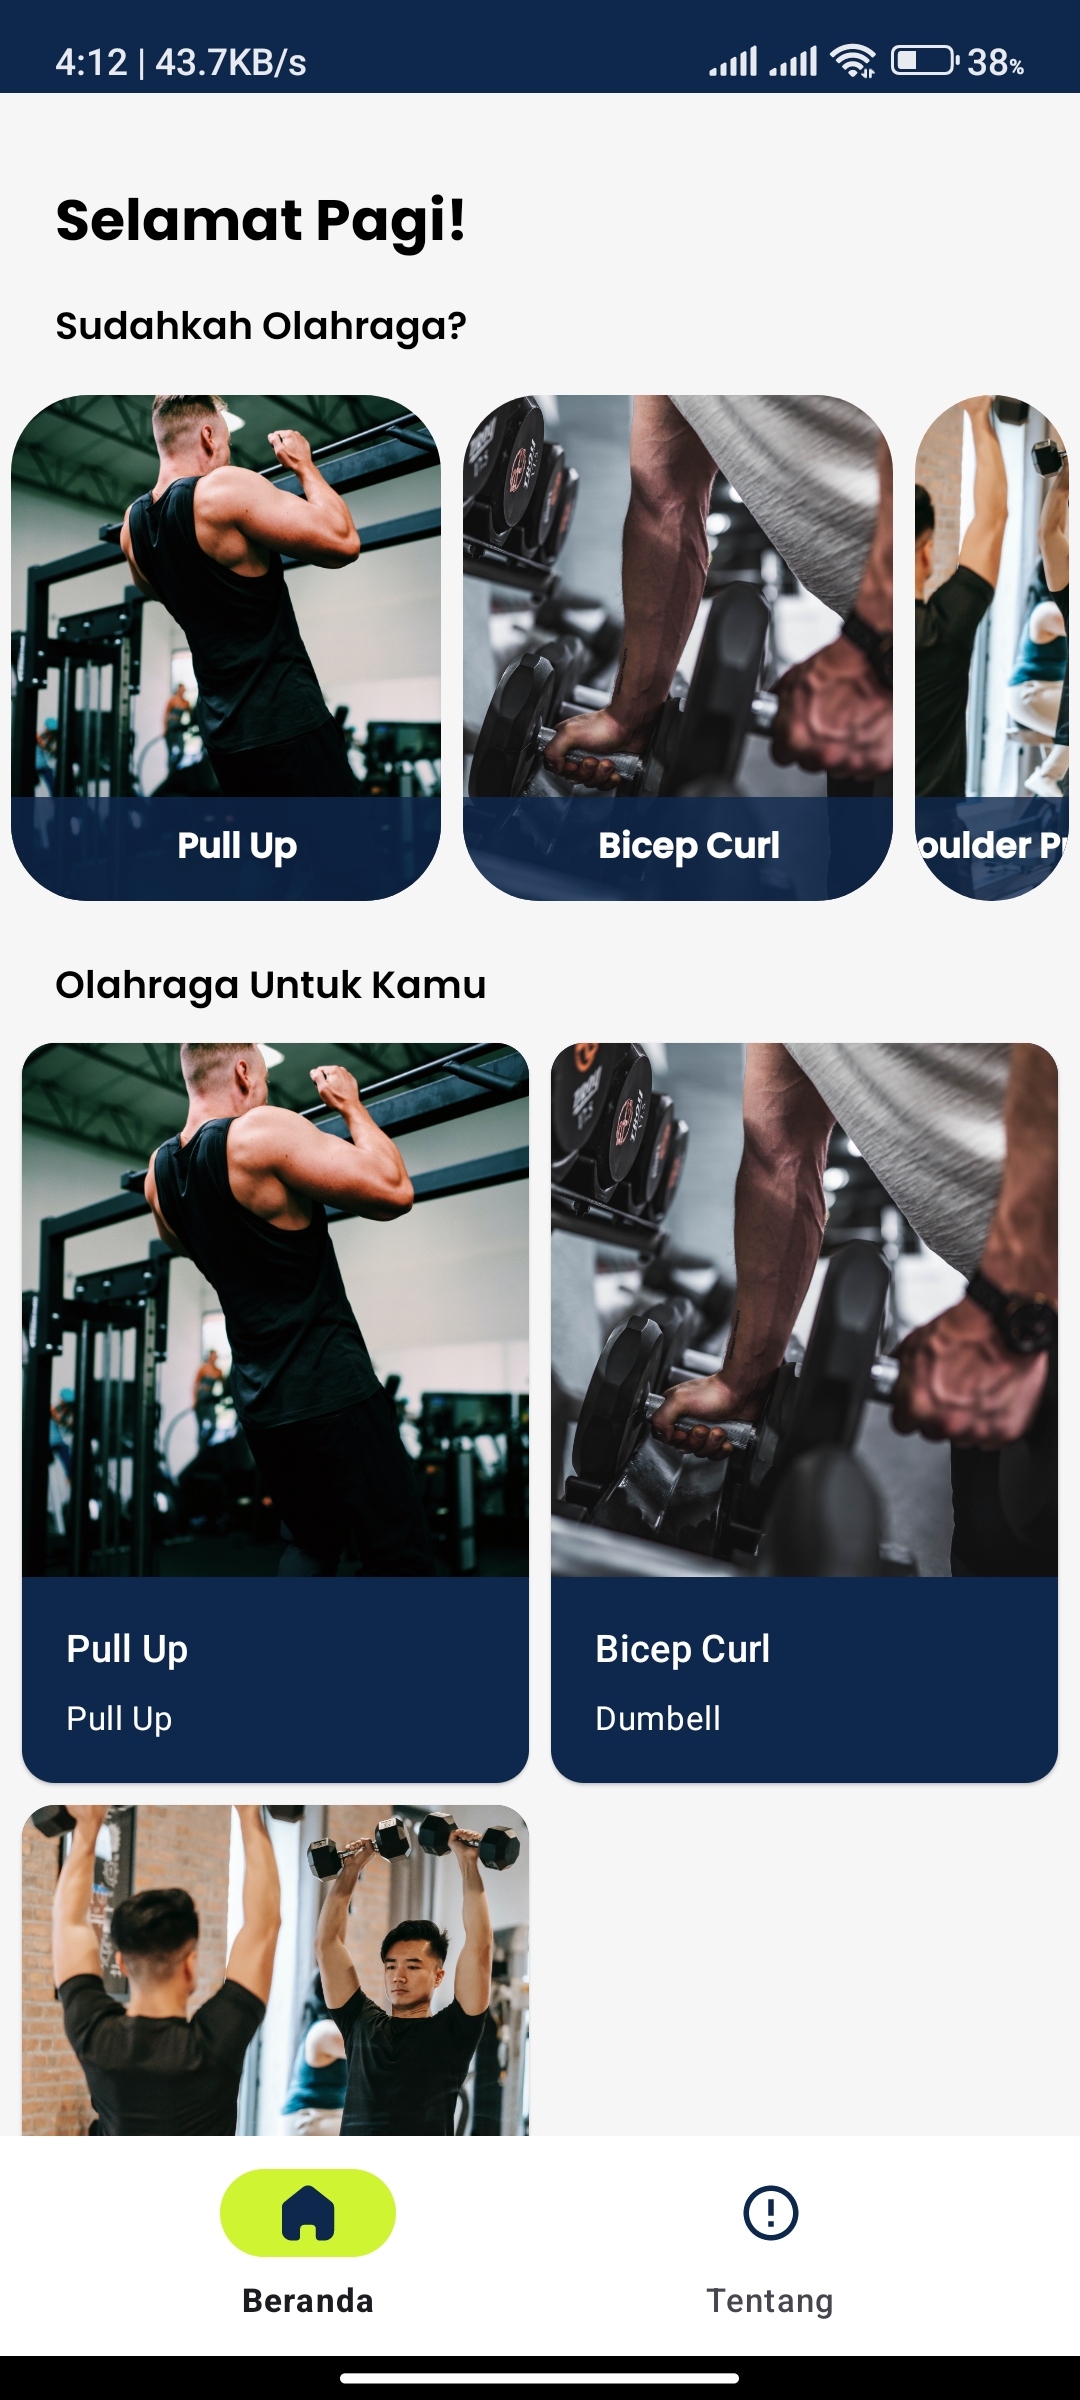 4:12 | 43.7KB/s 38%
Selamat Pagi!
Sudahkah Olahraga?
Pull Up
Bicep Curl
oulder Pr
Olahraga Untuk Kamu
Pull Up
Pull Up
Bicep Curl
Dumbell
Beranda
Tentang